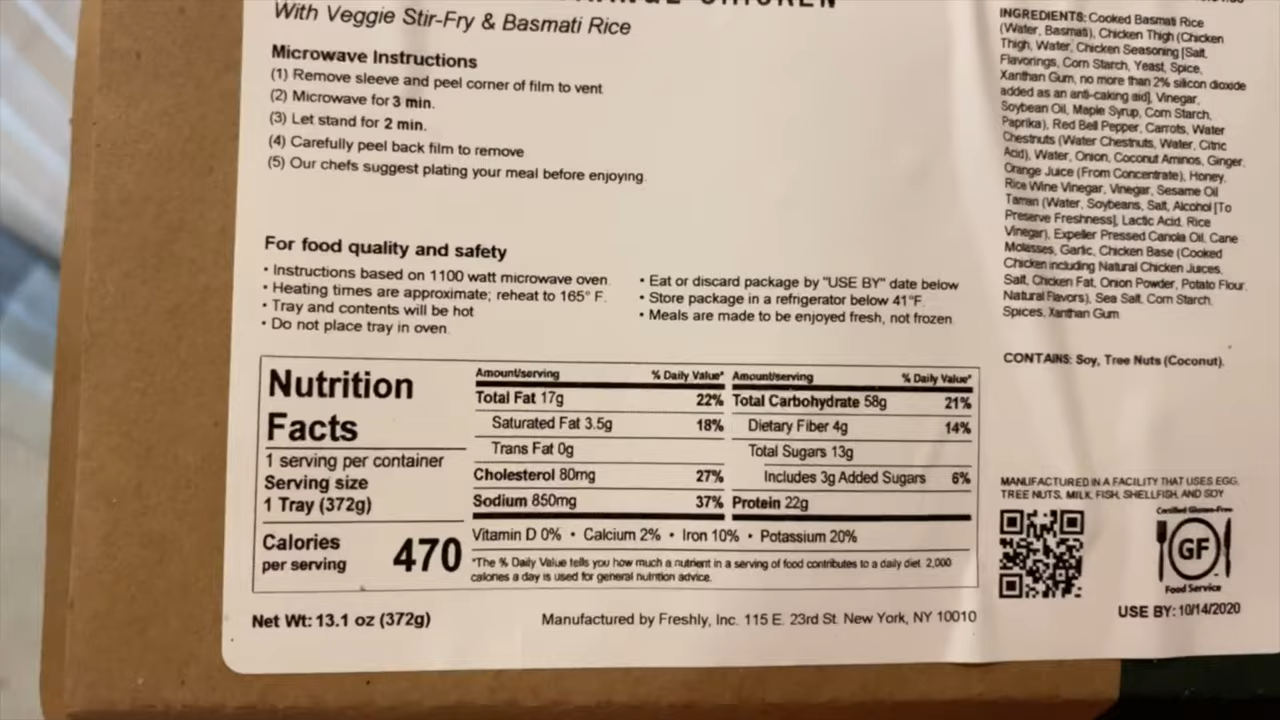 CHICKEN
With Veggie Stir-Fry & Basmati Rice
Microwave Instructions
(1) Remove sleeve and peel corner of film to vent
(2) Microwave for 3 min.
(3) Let stand for 2 min.
(4) Carefully peel back film to remove
(5) Our chefs suggest plating your meal before enjoying.
For food quality and safety
• Instructions based on 1100 watt microwave oven.
• Heating times are approximate; reheat to 165° F.
• Tray and contents will be hot
• Do not place tray in oven.
• Eat or discard package by "USE BY" date below
• Store package in a refrigerator below 41°F
• Meals are made to be enjoyed fresh, not frozen
Nutrition
Facts
1 serving per container
Serving size
1 Tray (372g)
Calories
per serving
470
Amount/serving % Daily Value*
Total Fat 17g 22%
Saturated Fat 3.5g 18%
Trans Fat 0g
Cholesterol 80mg 27%
Sodium 850mg 37%
Amount/serving % Daily Value*
Total Carbohydrate 58g 21%
Dietary Fiber 4g 14%
Total Sugars 13g
Includes 3g Added Sugars 6%
Protein 22g
Vitamin D 0% • Calcium 2% • Iron 10% • Potassium 20%
*The % Daily Value tells you how much a nutrient in a serving of food contributes to a daily diet. 2,000
calories a day is used for general nutrition advice.
Net Wt: 13.1 oz (372g)
Manufactured by Freshly, Inc. 115 E. 23rd St. New York, NY 10010
INGREDIENTS: Cooked Basmati Rice
(Water, Basmati), Chicken Thigh (Chicken
Thigh, Water, Chicken Seasoning [Salt,
Flavorings, Corn Starch, Yeast, Spice,
Xanthan Gum, no more than 2% silicon dioxide
added as an anti-caking aid], Vinegar,
Soybean Oil, Maple Syrup, Corn Starch,
Paprika), Red Bell Pepper, Carrots, Water
Chestnuts (Water Chestnuts, Water, Citric
Acid), Water, Onion, Coconut Aminos, Ginger,
Orange Juice (From Concentrate), Honey,
Rice Wine Vinegar, Vinegar, Sesame Oil
Tamari (Water, Soybeans, Salt, Alcohol [To
Preserve Freshness], Lactic Acid, Rice
Vinegar), Expeller Pressed Canola Oil, Cane
Molasses, Garlic, Chicken Base (Cooked
Chicken including Natural Chicken Juices,
Salt, Chicken Fat, Onion Powder, Potato Flour,
Natural Flavors), Sea Salt, Corn Starch,
Spices, Xanthan Gum
CONTAINS: Soy, Tree Nuts (Coconut).
MANUFACTURED IN A FACILITY THAT USES EGG,
TREE NUTS, MILK, FISH, SHELLFISH, AND SOY
Certified Gluten-Free
GF
Food Service
USE BY: 10/14/2020